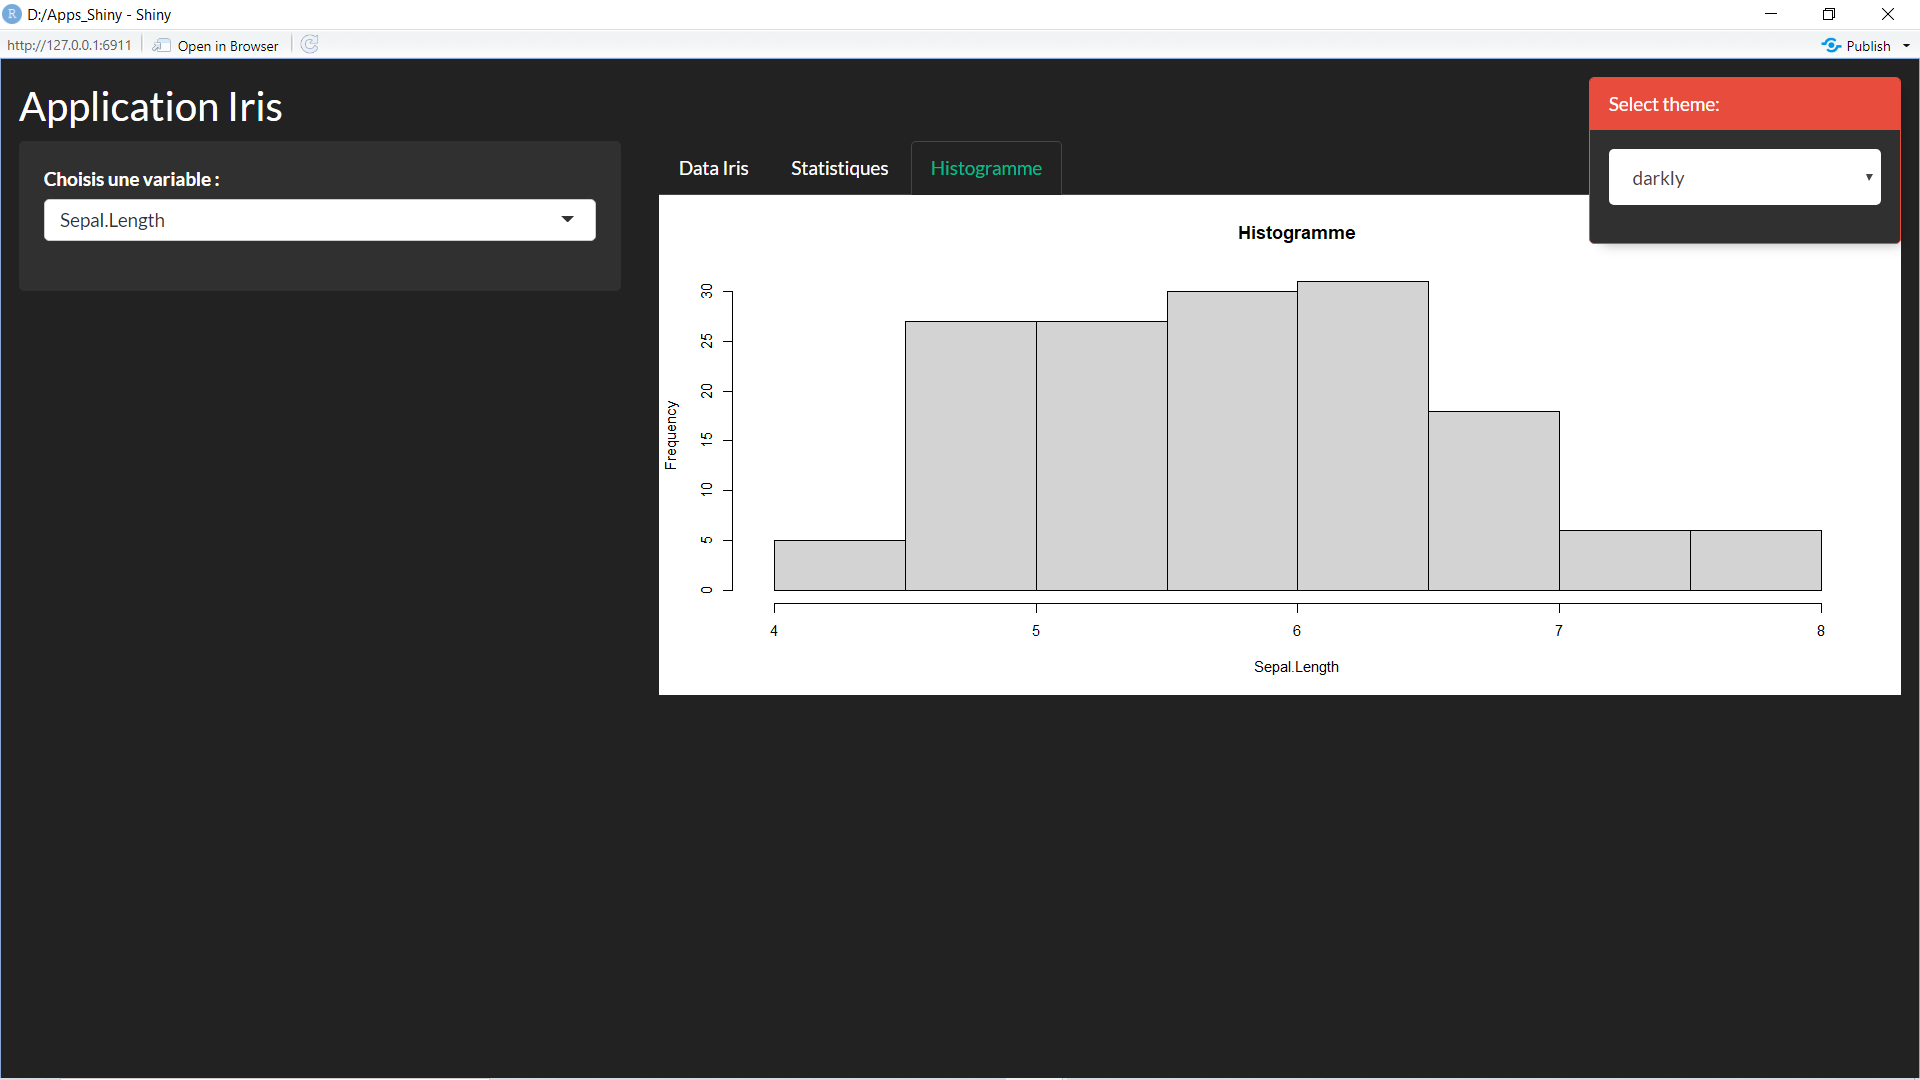 D:/Apps_Shiny - Shiny
http://127.0.0.1:6911 Open in Browser Publish
Application Iris
Select theme:
darkly
Choisis une variable :
Sepal.Length
Data Iris Statistiques Histogramme
Histogramme
Frequency
30
25
20
15
10
5
0
4 5 6 7 8
Sepal.Length